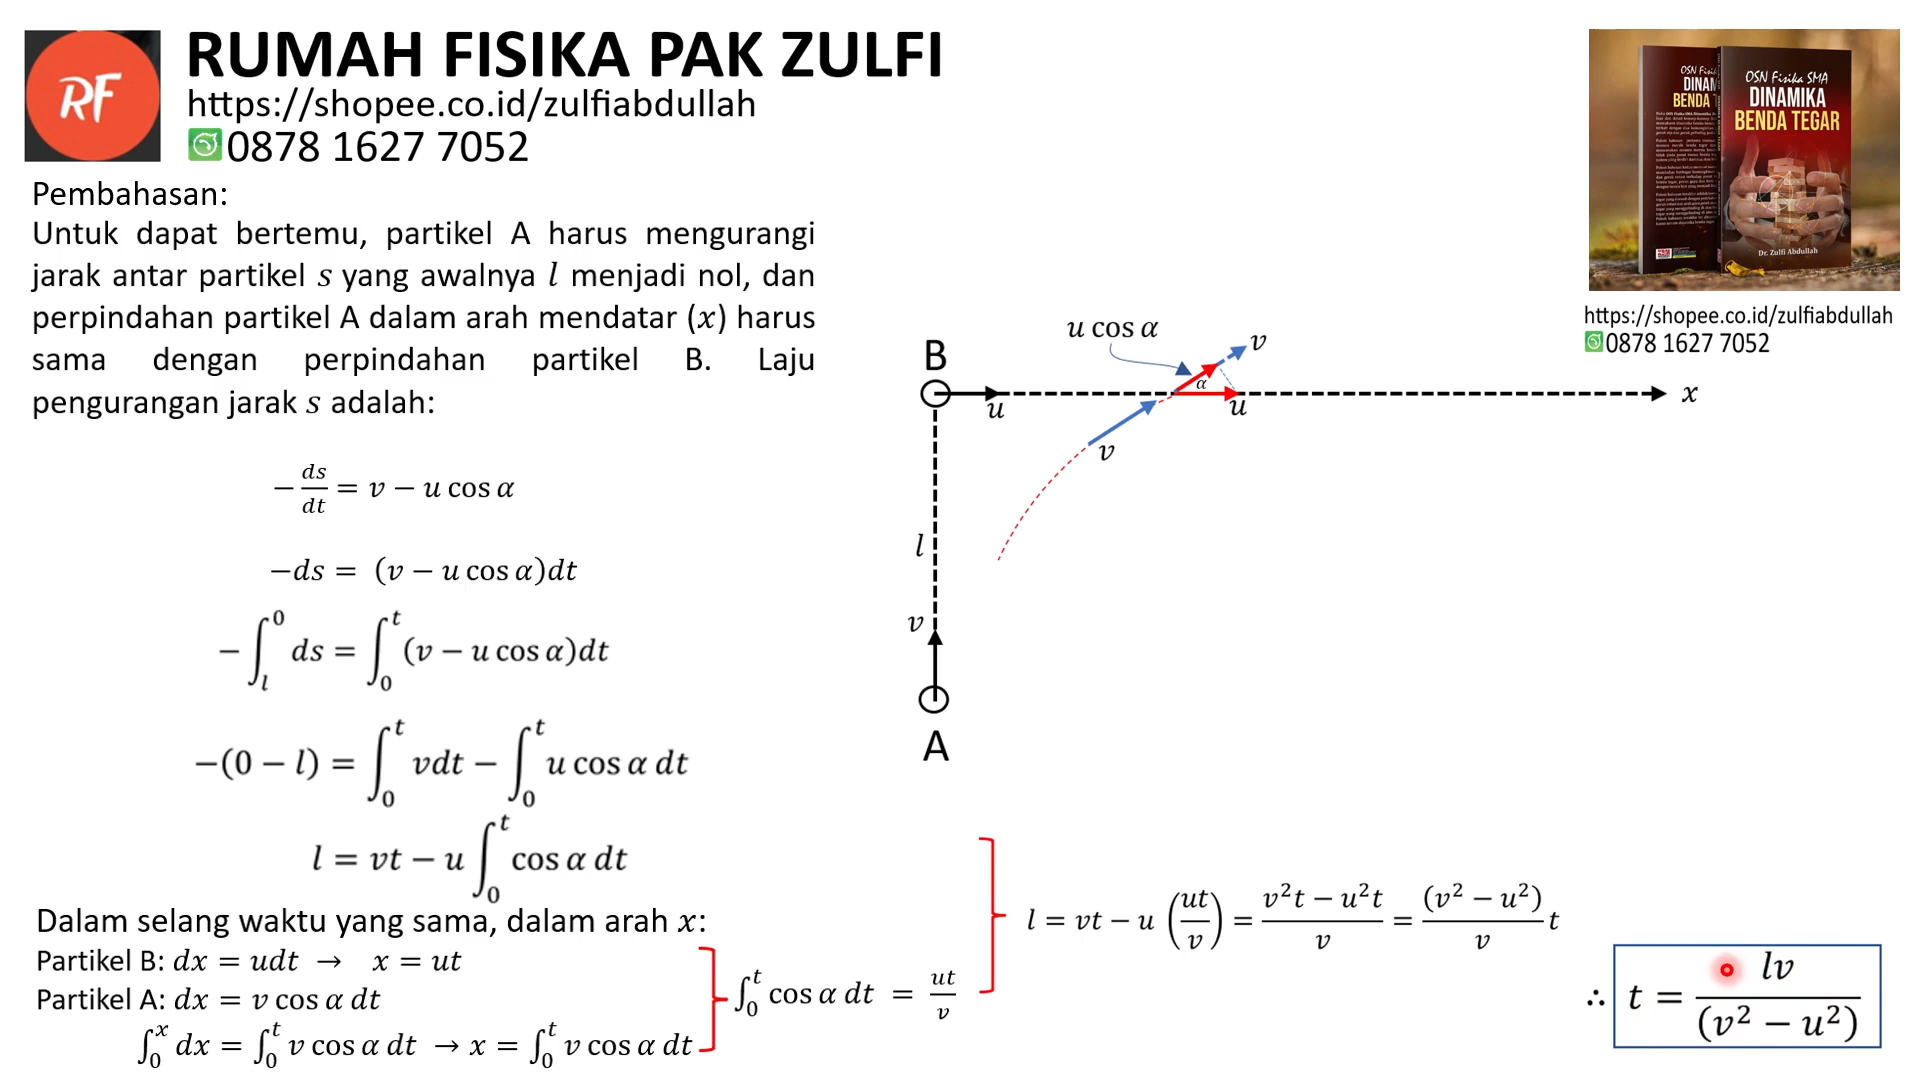 RF
RUMAH FISIKA PAK ZULFI
https://shopee.co.id/zulfiabdullah
0878 1627 7052
OSN Fisika SMA
DINAMIKA
BENDA TEGAR
Dr. Zulfi Abdullah
https://shopee.co.id/zulfiabdullah
0878 1627 7052
Pembahasan:
Untuk dapat bertemu, partikel A harus mengurangi
jarak antar partikel s yang awalnya l menjadi nol, dan
perpindahan partikel A dalam arah mendatar (x) harus
sama dengan perpindahan partikel B. Laju
pengurangan jarak s adalah:
−ds/dt = v − u cos α
−ds = (v − u cos α)dt
−∫_l^0 ds = ∫_0^t (v − u cos α)dt
−(0 − l) = ∫_0^t vdt − ∫_0^t u cos α dt
l = vt − u ∫_0^t cos α dt
Dalam selang waktu yang sama, dalam arah x:
Partikel B: dx = udt → x = ut
Partikel A: dx = v cos α dt
∫_0^x dx = ∫_0^t v cos α dt → x = ∫_0^t v cos α dt
∫_0^t cos α dt = ut/v
l = vt − u (ut/v) = (v²t − u²t)/v = (v² − u²)/v t
∴ t = lv/(v² − u²)
u cos α
v
B
α
u
u
x
v
l
v
A